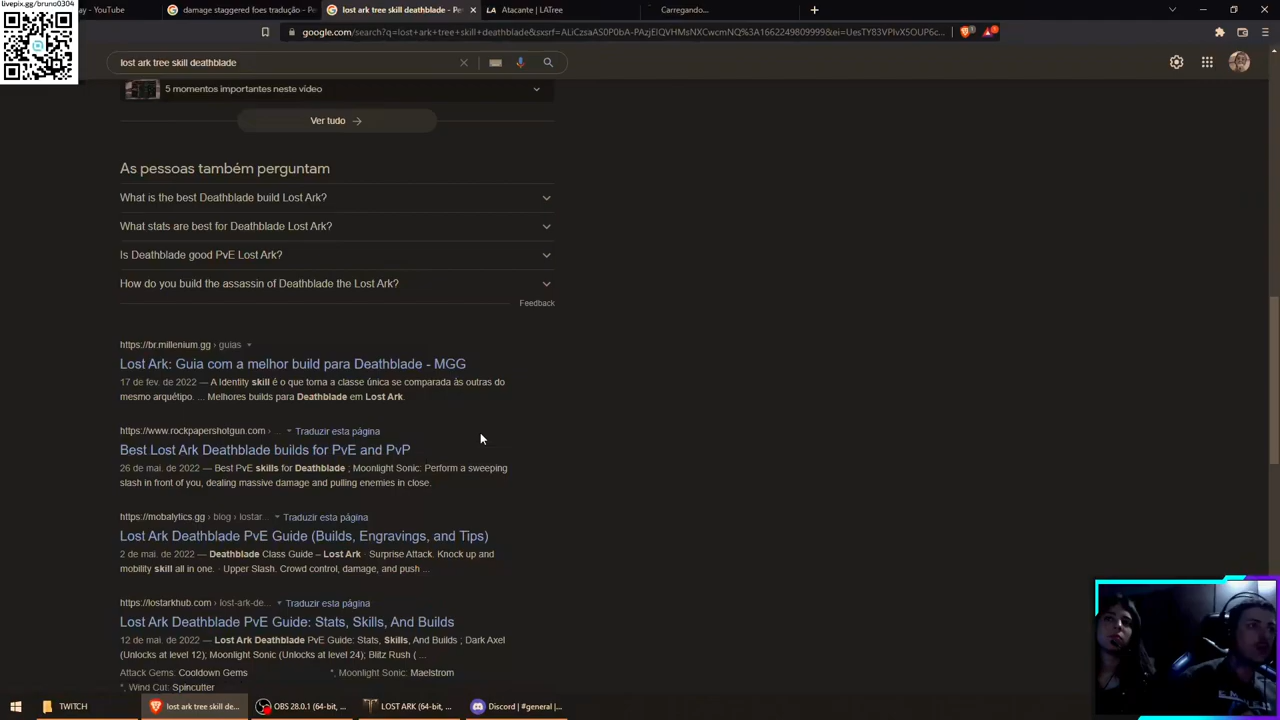 livepix.gg/bruno0304
ay - YouTube
damage staggered foes tradução - Pe
lost ark tree skill deathblade - Pe
LA Atacante | LÁTree
Carregando...
google.com/search?q=lost+ark+tree+skill+deathblade&sxsrf=
lost ark tree skill deathblade
5 momentos importantes neste vídeo
Ver tudo
As pessoas também perguntam
What is the best Deathblade build Lost Ark?
What stats are best for Deathblade Lost Ark?
Is Deathblade good PvE Lost Ark?
How do you build the assassin of Deathblade the Lost Ark?
Feedback
https://br.millenium.gg › guias
Lost Ark: Guia com a melhor build para Deathblade - MGG
17 de fev. de 2022 — A Identity skill é o que torna a classe única se comparada às outras do
mesmo arquétipo. ... Melhores builds para Deathblade em Lost Ark.
https://www.rockpapershotgun.com › ... Traduzir esta página
Best Lost Ark Deathblade builds for PvE and PvP
26 de mai. de 2022 — Best PvE skills for Deathblade ; Moonlight Sonic: Perform a sweeping
slash in front of you, dealing massive damage and pulling enemies in close.
https://mobalytics.gg › blog › lostar... Traduzir esta página
Lost Ark Deathblade PvE Guide (Builds, Engravings, and Tips)
2 de mai. de 2022 — Deathblade Class Guide – Lost Ark · Surprise Attack. Knock up and
mobility skill all in one. · Upper Slash. Crowd control, damage, and push ...
https://lostarkhub.com › lost-ark-de... Traduzir esta página
Lost Ark Deathblade PvE Guide: Stats, Skills, And Builds
12 de mai. de 2022 — Lost Ark Deathblade PvE Guide: Stats, Skills, And Builds ; Dark Axel
(Unlocks at level 12); Moonlight Sonic (Unlocks at level 24); Blitz Rush ( ...
Attack Gems: Cooldown Gems *, Moonlight Sonic: Maelstrom
*, Wing Cut: Spincutter
TWITCH
lost ark tree skill de...
OBS 28.0.1 (64-bit, ...
LOST ARK (64-bit, ...
Discord | #general |...